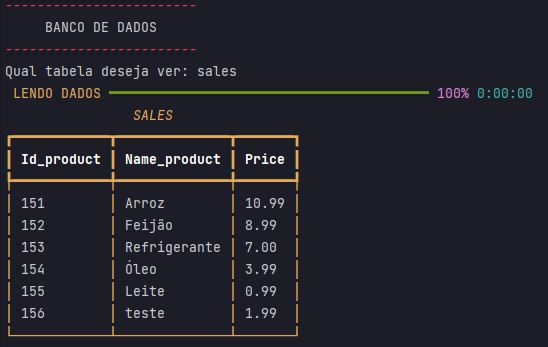 BANCO DE DADOS
Qual tabela deseja ver: sales
LENDO DADOS 100% 0:00:00
SALES
Id_product Name_product Price
151 Arroz 10.99
152 Feijão 8.99
153 Refrigerante 7.00
154 Óleo 3.99
155 Leite 0.99
156 teste 1.99